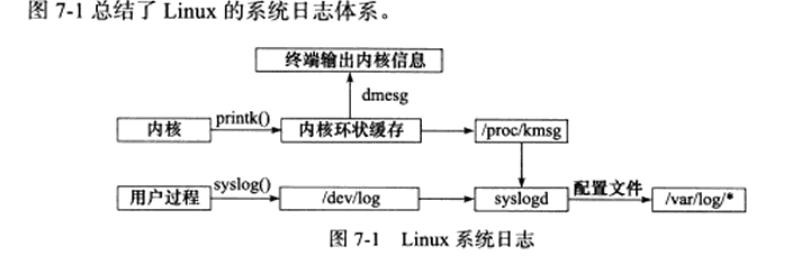 图 7-1 总结了 Linux 的系统日志体系。
终端输出内核信息
dmesg
内核
printk()
内核环状缓存
/proc/kmsg
用户过程
syslog()
/dev/log
syslogd
配置文件
/var/log/*
图 7-1 Linux 系统日志